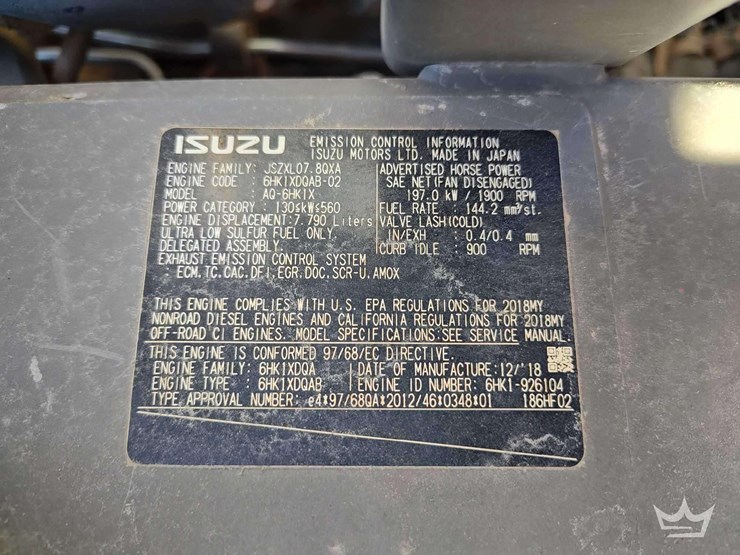 ISUZU EMISSION CONTROL INFORMATION
ISUZU MOTORS LTD. MADE IN JAPAN
ENGINE FAMILY: JSZXL07.8QXA
ENGINE CODE : 6HK1XDQAB-02
MODEL : AQ-6HK1X
POWER CATEGORY : 130≤kW≤560
ENGINE DISPLACEMENT:7.790 Liters
ULTRA LOW SULFUR FUEL ONLY.
DELEGATED ASSEMBLY.
EXHAUST EMISSION CONTROL SYSTEM
: ECM,TC,CAC,DFI,EGR,DOC,SCR-U,AMOX
ADVERTISED HORSE POWER
SAE NET(FAN DISENGAGED)
197.0 kW / 1900 RPM
FUEL RATE : 144.2 mm³/st.
VALVE LASH(COLD)
IN/EXH : 0.4/0.4 mm
CURB IDLE : 900 RPM
THIS ENGINE COMPLIES WITH U.S. EPA REGULATIONS FOR 2018MY
NONROAD DIESEL ENGINES AND CALIFORNIA REGULATIONS FOR 2018MY
OFF-ROAD CI ENGINES. MODEL SPECIFICATIONS:SEE SERVICE MANUAL.
THIS ENGINE IS CONFORMED 97/68/EC DIRECTIVE.
ENGINE FAMILY: 6HK1XDQA DATE OF MANUFACTURE:12/'18
ENGINE TYPE : 6HK1XDQAB ENGINE ID NUMBER: 6HK1-926104
TYPE APPROVAL NUMBER: e4*97/68QA*2012/46*0348*01 186HF02